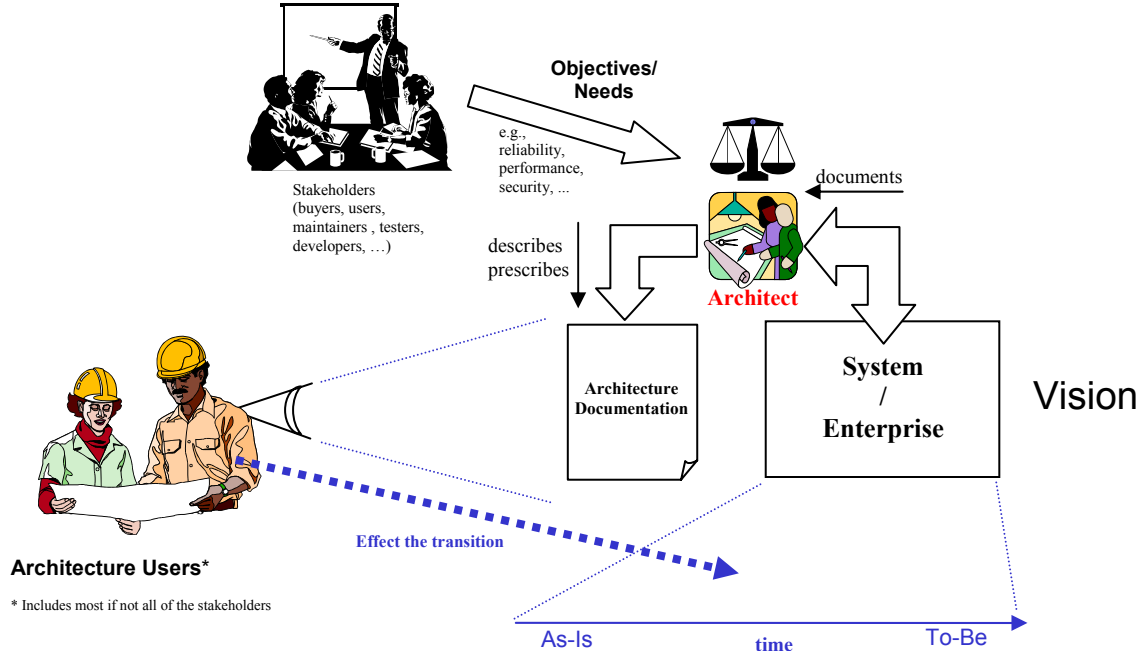 Objectives/
Needs
e.g.,
reliability,
performance,
security, ...
Stakeholders
(buyers, users,
maintainers , testers,
developers, …)
documents
describes
prescribes
Architect
Architecture
Documentation
System
/
Enterprise
Vision
Effect the transition
Architecture Users*
* Includes most if not all of the stakeholders
As-Is
time
To-Be